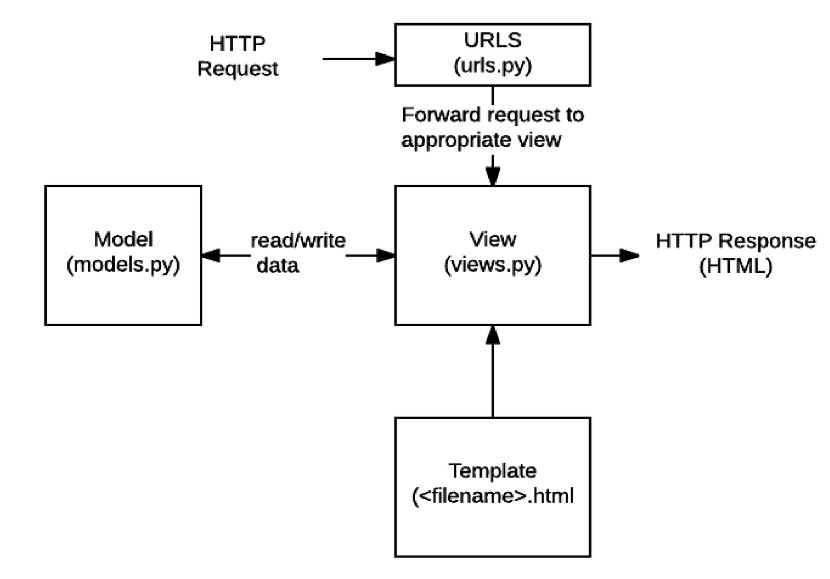 HTTP
Request
URLS
(urls.py)
Forward request to
appropriate view
Model
(models.py)
read/write
data
View
(views.py)
HTTP Response
(HTML)
Template
(<filename>.html